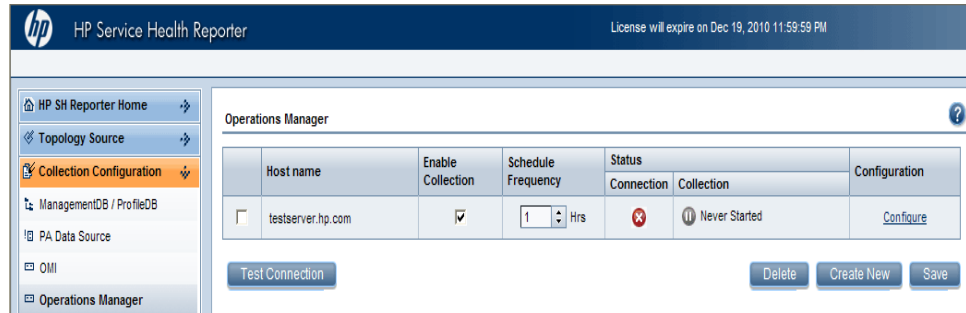 hp HP Service Health Reporter License will expire on Dec 19, 2010 11:59:59 PM
HP SH Reporter Home
Topology Source
Collection Configuration
ManagementDB / ProfileDB
PA Data Source
OMI
Operations Manager
Operations Manager ?
Host name Enable Collection Schedule Frequency Status Configuration
Connection Collection
testserver.hp.com 1 Hrs Never Started Configure
Test Connection Delete Create New Save